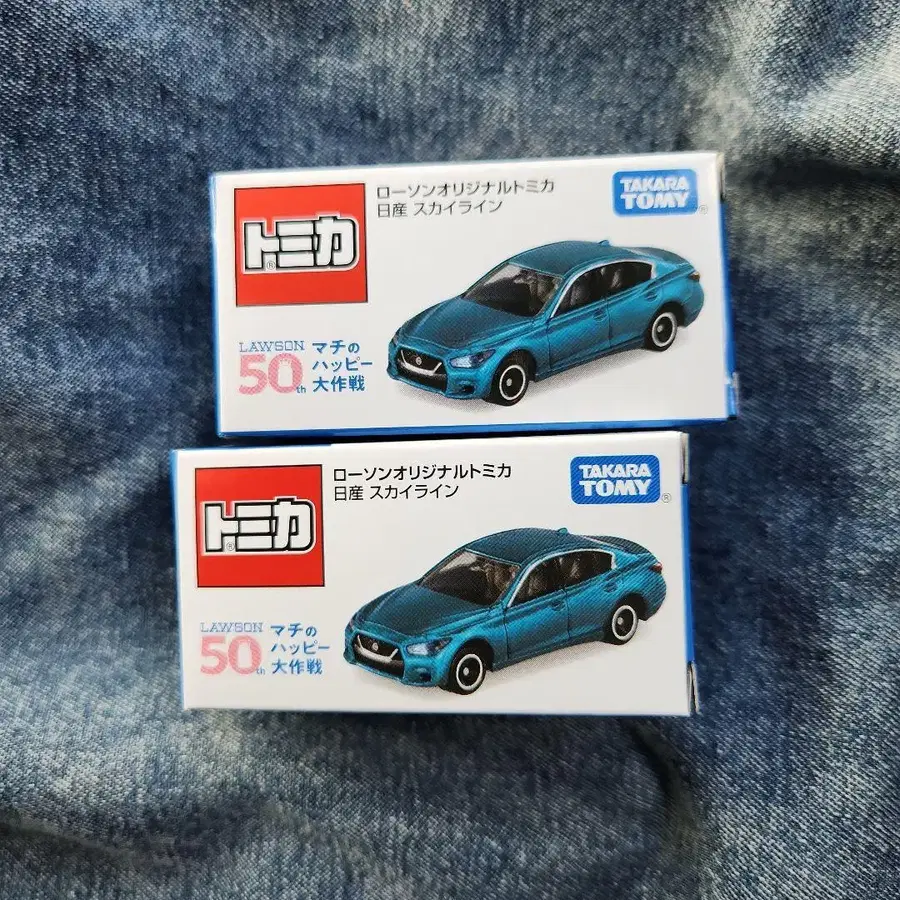 ローソンオリジナルトミカ
日産 スカイライン
TAKARA
TOMY®
トミカ®
LAWSON
50th
マチの
ハッピー
大作戦
ローソンオリジナルトミカ
日産 スカイライン
TAKARA
TOMY®
トミカ®
LAWSON
50th
マチの
ハッピー
大作戦